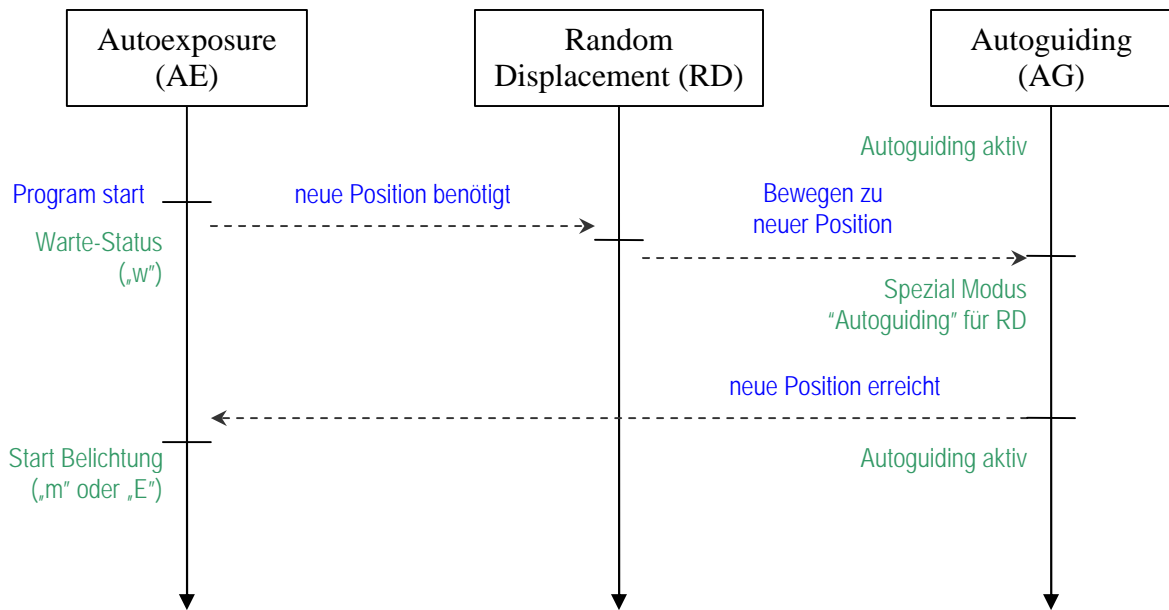 Autoexposure
(AE)
Random
Displacement (RD)
Autoguiding
(AG)
Autoguiding aktiv
Program start
neue Position benötigt
Bewegen zu
neuer Position
Warte-Status
(„w”)
Spezial Modus
“Autoguiding” für RD
neue Position erreicht
Start Belichtung
(„m” oder „E”)
Autoguiding aktiv